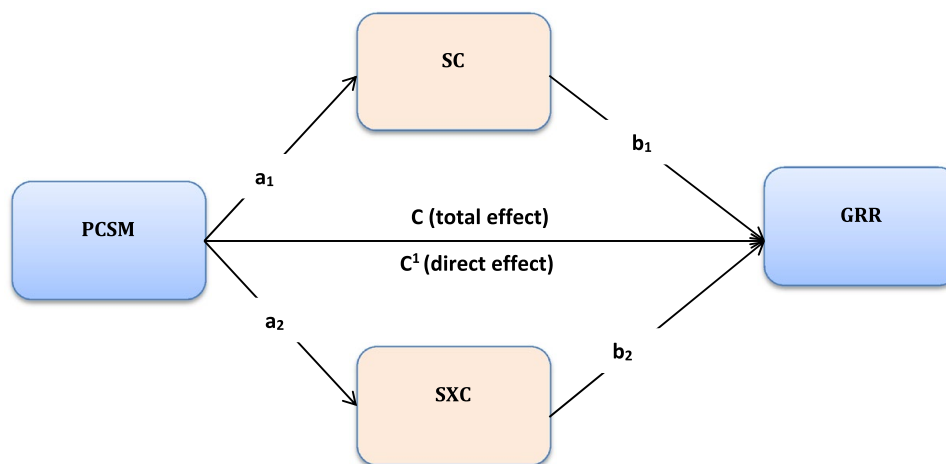 SC
b₁
a₁
PCSM
C (total effect)
GRR
C¹ (direct effect)
a₂
b₂
SXC